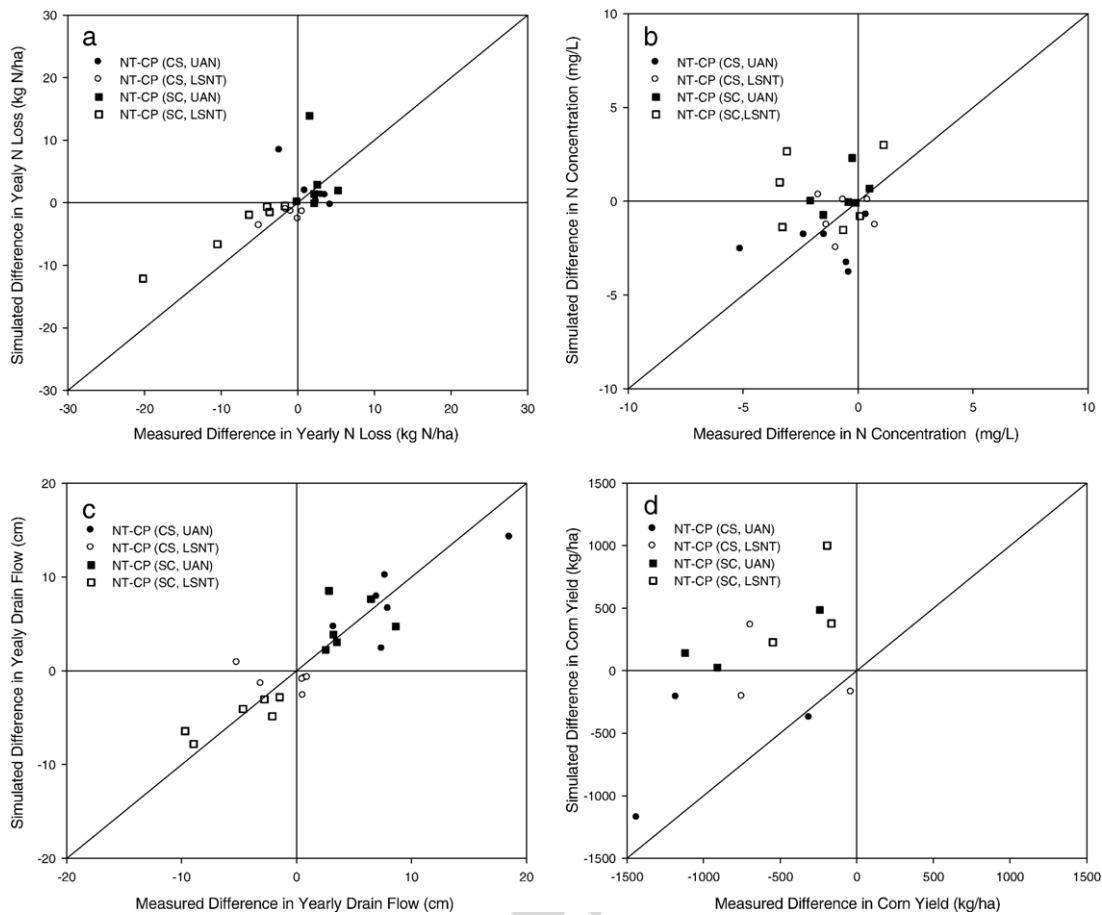 a
NT-CP (CS, UAN)
NT-CP (CS, LSNT)
NT-CP (SC, UAN)
NT-CP (SC, LSNT)
Simulated Difference in Yealy N Loss (kg N/ha)
30
20
10
0
-10
-20
-30
-30
-20
-10
0
10
20
30
Measured Difference in Yearly N Loss (kg N/ha)
b
NT-CP (CS, UAN)
NT-CP (CS, LSNT)
NT-CP (SC, UAN)
NT-CP (SC,LSNT)
Simulated Difference in N Concentration (mg/L)
10
5
0
-5
-10
-10
-5
0
5
10
Measured Difference in N Concentration (mg/L)
c
NT-CP (CS, UAN)
NT-CP (CS, LSNT)
NT-CP (SC, UAN)
NT-CP (SC, LSNT)
Simulated Difference in Yealy Drain Flow (cm)
20
10
0
-10
-20
-20
-10
0
10
20
Measured Difference in Yearly Drain Flow (cm)
d
NT-CP (CS, UAN)
NT-CP (CS, LSNT)
NT-CP (SC, UAN)
NT-CP (SC, LSNT)
Simulated Difference in Corn Yield (kg/ha)
1500
1000
500
0
-500
-1000
-1500
-1500
-1000
-500
0
500
1000
1500
Measured Difference in Corn Yield (kg/ha)